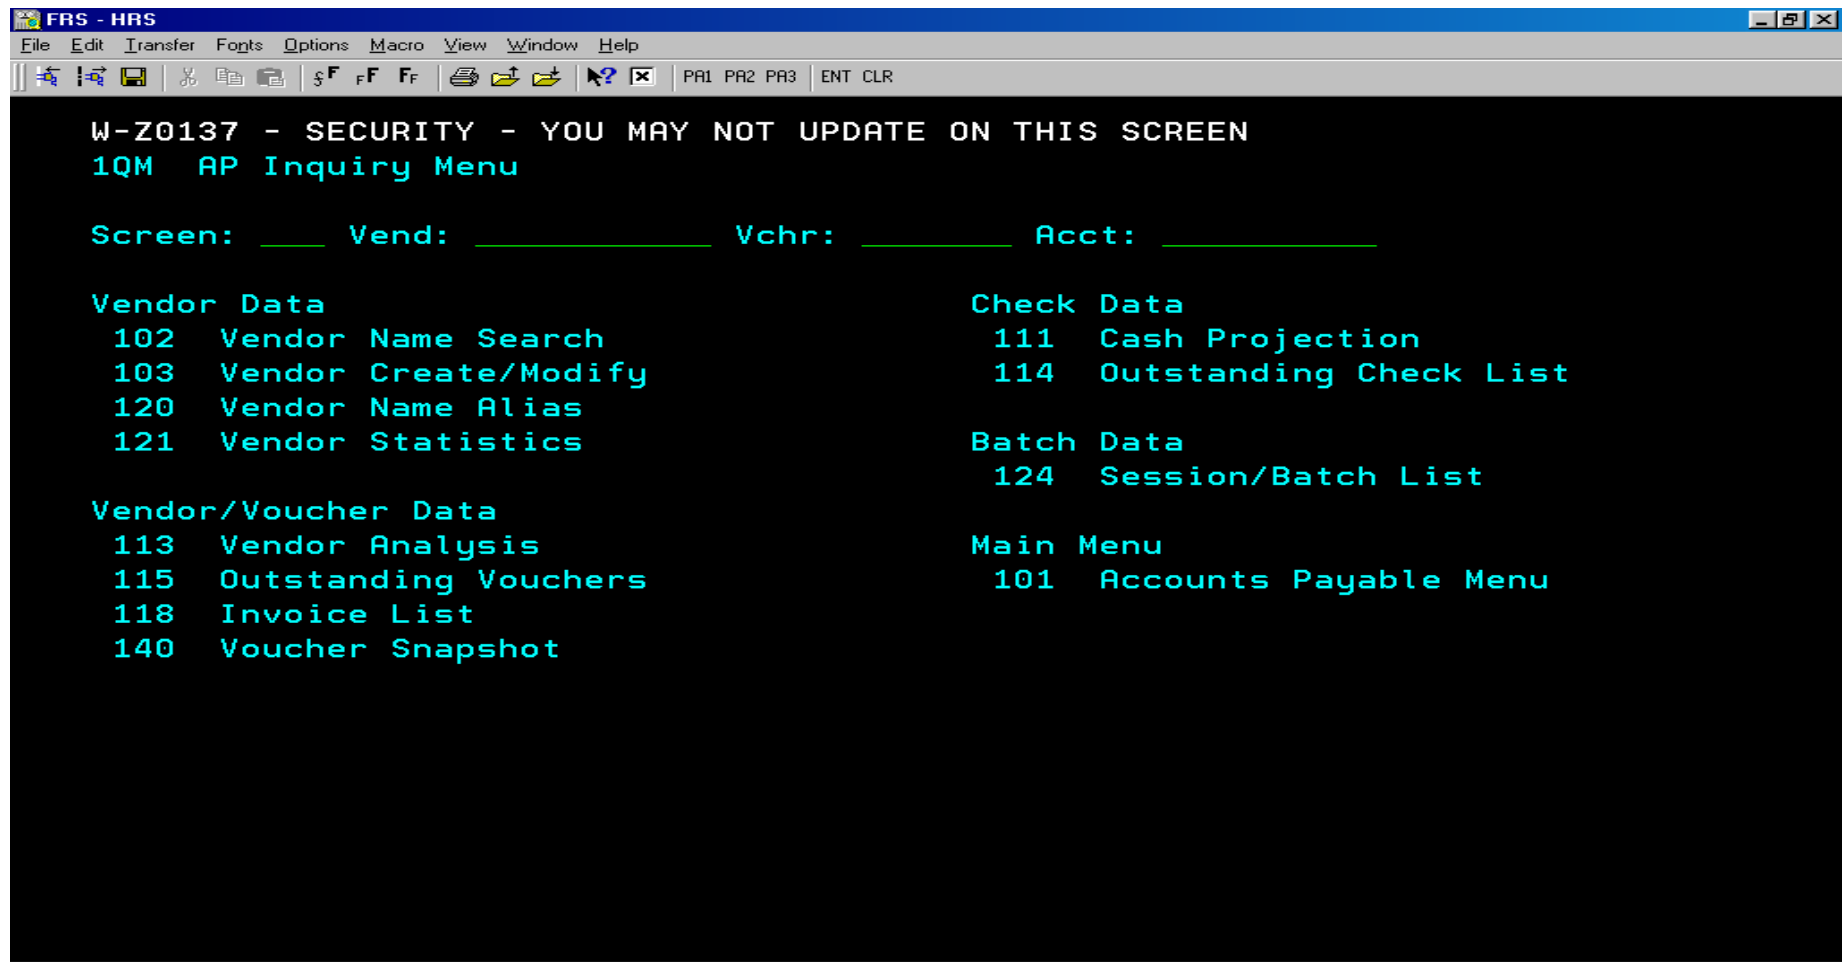 FRS - HRS
File Edit Transfer Fonts Options Macro View Window Help
PA1 PA2 PA3 ENT CLR
W-Z0137 - SECURITY - YOU MAY NOT UPDATE ON THIS SCREEN
1QM AP Inquiry Menu
Screen: ____ Vend: ___________ Vchr: ________ Acct: __________
Vendor Data
102 Vendor Name Search
103 Vendor Create/Modify
120 Vendor Name Alias
121 Vendor Statistics
Vendor/Voucher Data
113 Vendor Analysis
115 Outstanding Vouchers
118 Invoice List
140 Voucher Snapshot
Check Data
111 Cash Projection
114 Outstanding Check List
Batch Data
124 Session/Batch List
Main Menu
101 Accounts Payable Menu